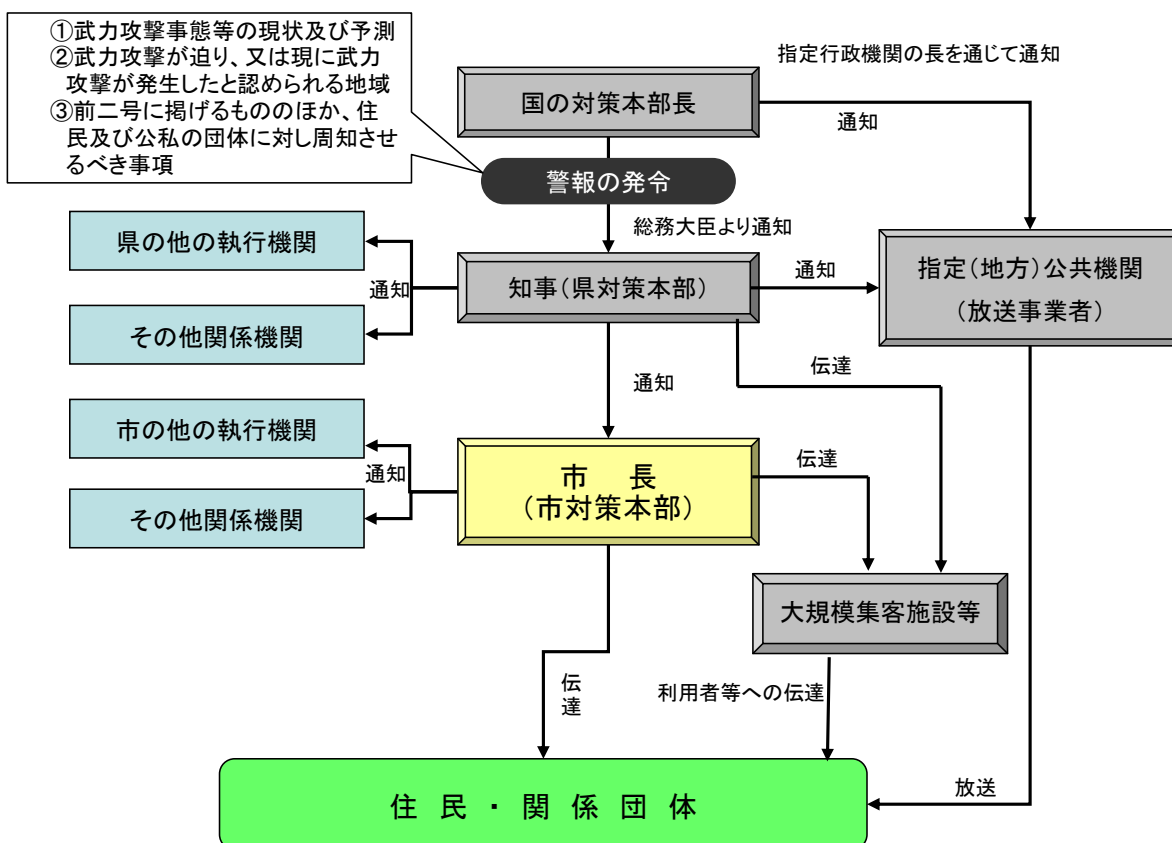 ①武力攻撃事態等の現状及び予測
②武力攻撃が迫り、又は現に武力
攻撃が発生したと認められる地域
③前二号に掲げるもののほか、住
民及び公私の団体に対し周知させ
るべき事項
指定行政機関の長を通じて通知
国の対策本部長
通知
警報の発令
総務大臣より通知
県の他の執行機関
通知
その他関係機関
知事(県対策本部)
通知
指定(地方)公共機関
(放送事業者)
通知
伝達
市の他の執行機関
通知
その他関係機関
市 長
(市対策本部)
伝達
大規模集客施設等
伝
達
利用者等への伝達
放送
住 民 ・ 関 係 団 体